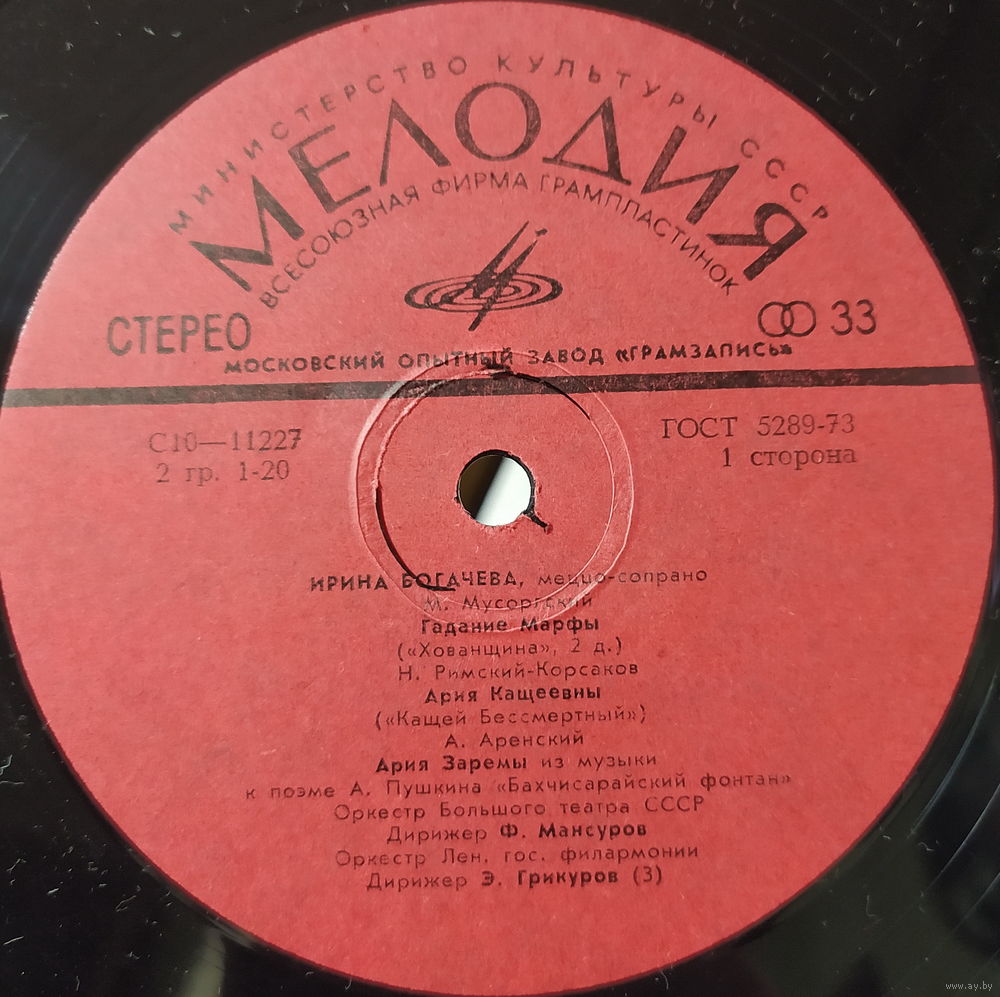 МИНИСТЕРСТВО КУЛЬТУРЫ СССР
МЕЛОДИЯ
ВСЕСОЮЗНАЯ ФИРМА ГРАМПЛАСТИНОК
СТЕРЕО
33
МОСКОВСКИЙ ОПЫТНЫЙ ЗАВОД «ГРАМЗАПИСЬ»
С10—11227
ГОСТ 5289-73
2 гр. 1-20
1 сторона
ИРИНА БОГАЧЕВА, меццо-сопрано
М. Мусоргский
Гадание Марфы
(«Хованщина», 2 д.)
Н. Римский-Корсаков
Ария Кащеевны
(«Кащей Бессмертный»)
А. Аренский
Ария Заремы из музыки
к поэме А. Пушкина «Бахчисарайский фонтан»
Оркестр Большого театра СССР
Дирижер Ф. Мансуров
Оркестр Лен. гос. филармонии
Дирижер Э. Грикуров (3)
www.ay.by